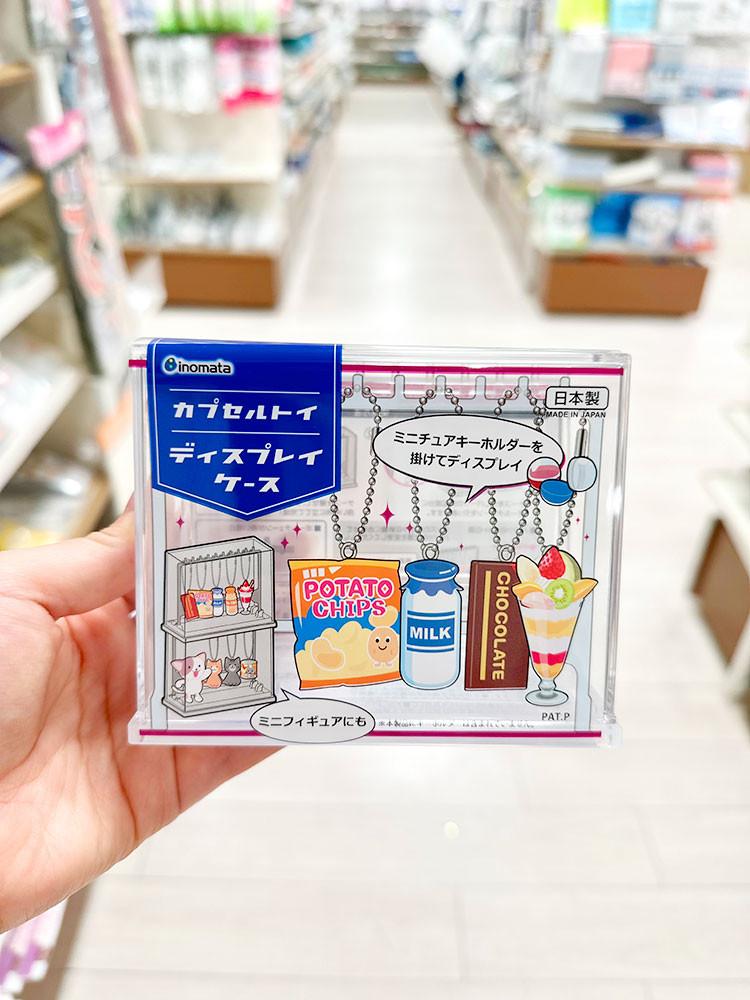 inomata
カプセルトイ
ディスプレイ
ケース
日本製
MADE IN JAPAN
ミニチュアキーホルダーを
掛けてディスプレイ
POTATO
CHIPS
MILK
CHOCOLATE
ミニフィギュアにも
PAT.P